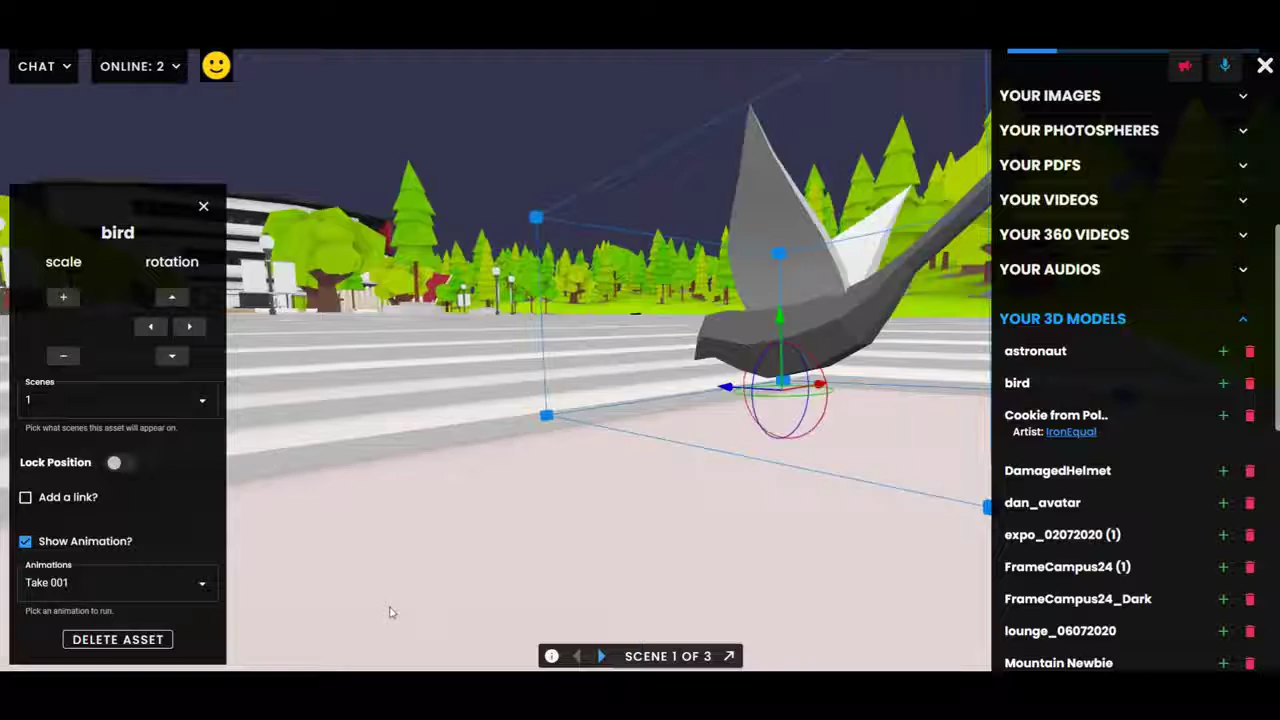 CHAT
ONLINE: 2
bird
scale
rotation
Scenes
1
Pick what scenes this asset will appear on.
Lock Position
Add a link?
Show Animation?
Animations
Take 001
Pick an animation to run.
DELETE ASSET
SCENE 1 OF 3
YOUR IMAGES
YOUR PHOTOSPHERES
YOUR PDFS
YOUR VIDEOS
YOUR 360 VIDEOS
YOUR AUDIOS
YOUR 3D MODELS
astronaut
bird
Cookie from Pol..
Artist: IronEqual
DamagedHelmet
dan_avatar
expo_02072020 (1)
FrameCampus24 (1)
FrameCampus24_Dark
lounge_06072020
Mountain Newbie